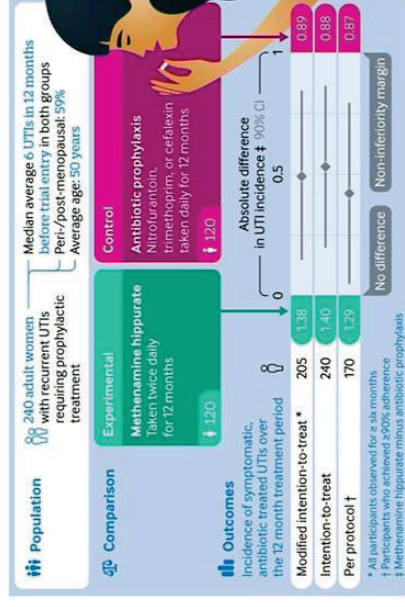 Population
240 adult women
with recurrent UTIs
requiring prophylactic
treatment
Median average 6 UTIs in 12 months
before trial entry in both groups
Peri-/post-menopausal: 59%
Average age: 50 years
Comparison
Experimental
Methenamine hippurate
Taken twice daily
for 12 months
120
Control
Antibiotic prophylaxis
Nitrofurantoin,
trimethoprim, or cefalexin
taken daily for 12 months
120
Outcomes
Incidence of symptomatic,
antibiotic treated UTIs over
the 12 month treatment period
Absolute difference
in UTI incidence ‡ 90% CI
0 0.5 1
Modified intention-to-treat * 205 1.38 0.89
Intention-to-treat 240 1.40 0.88
Per protocol † 170 1.29 0.87
No difference Non-inferiority margin
* All participants observed for ≥ six months
† Participants who achieved ≥90% adherence
‡ Methenamine hippurate minus antibiotic prophylaxis